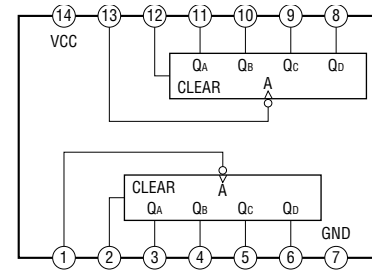 14 13 12 11 10 9 8
VCC
QA QB QC QD
CLEAR A
CLEAR A
QA QB QC QD
GND
1 2 3 4 5 6 7